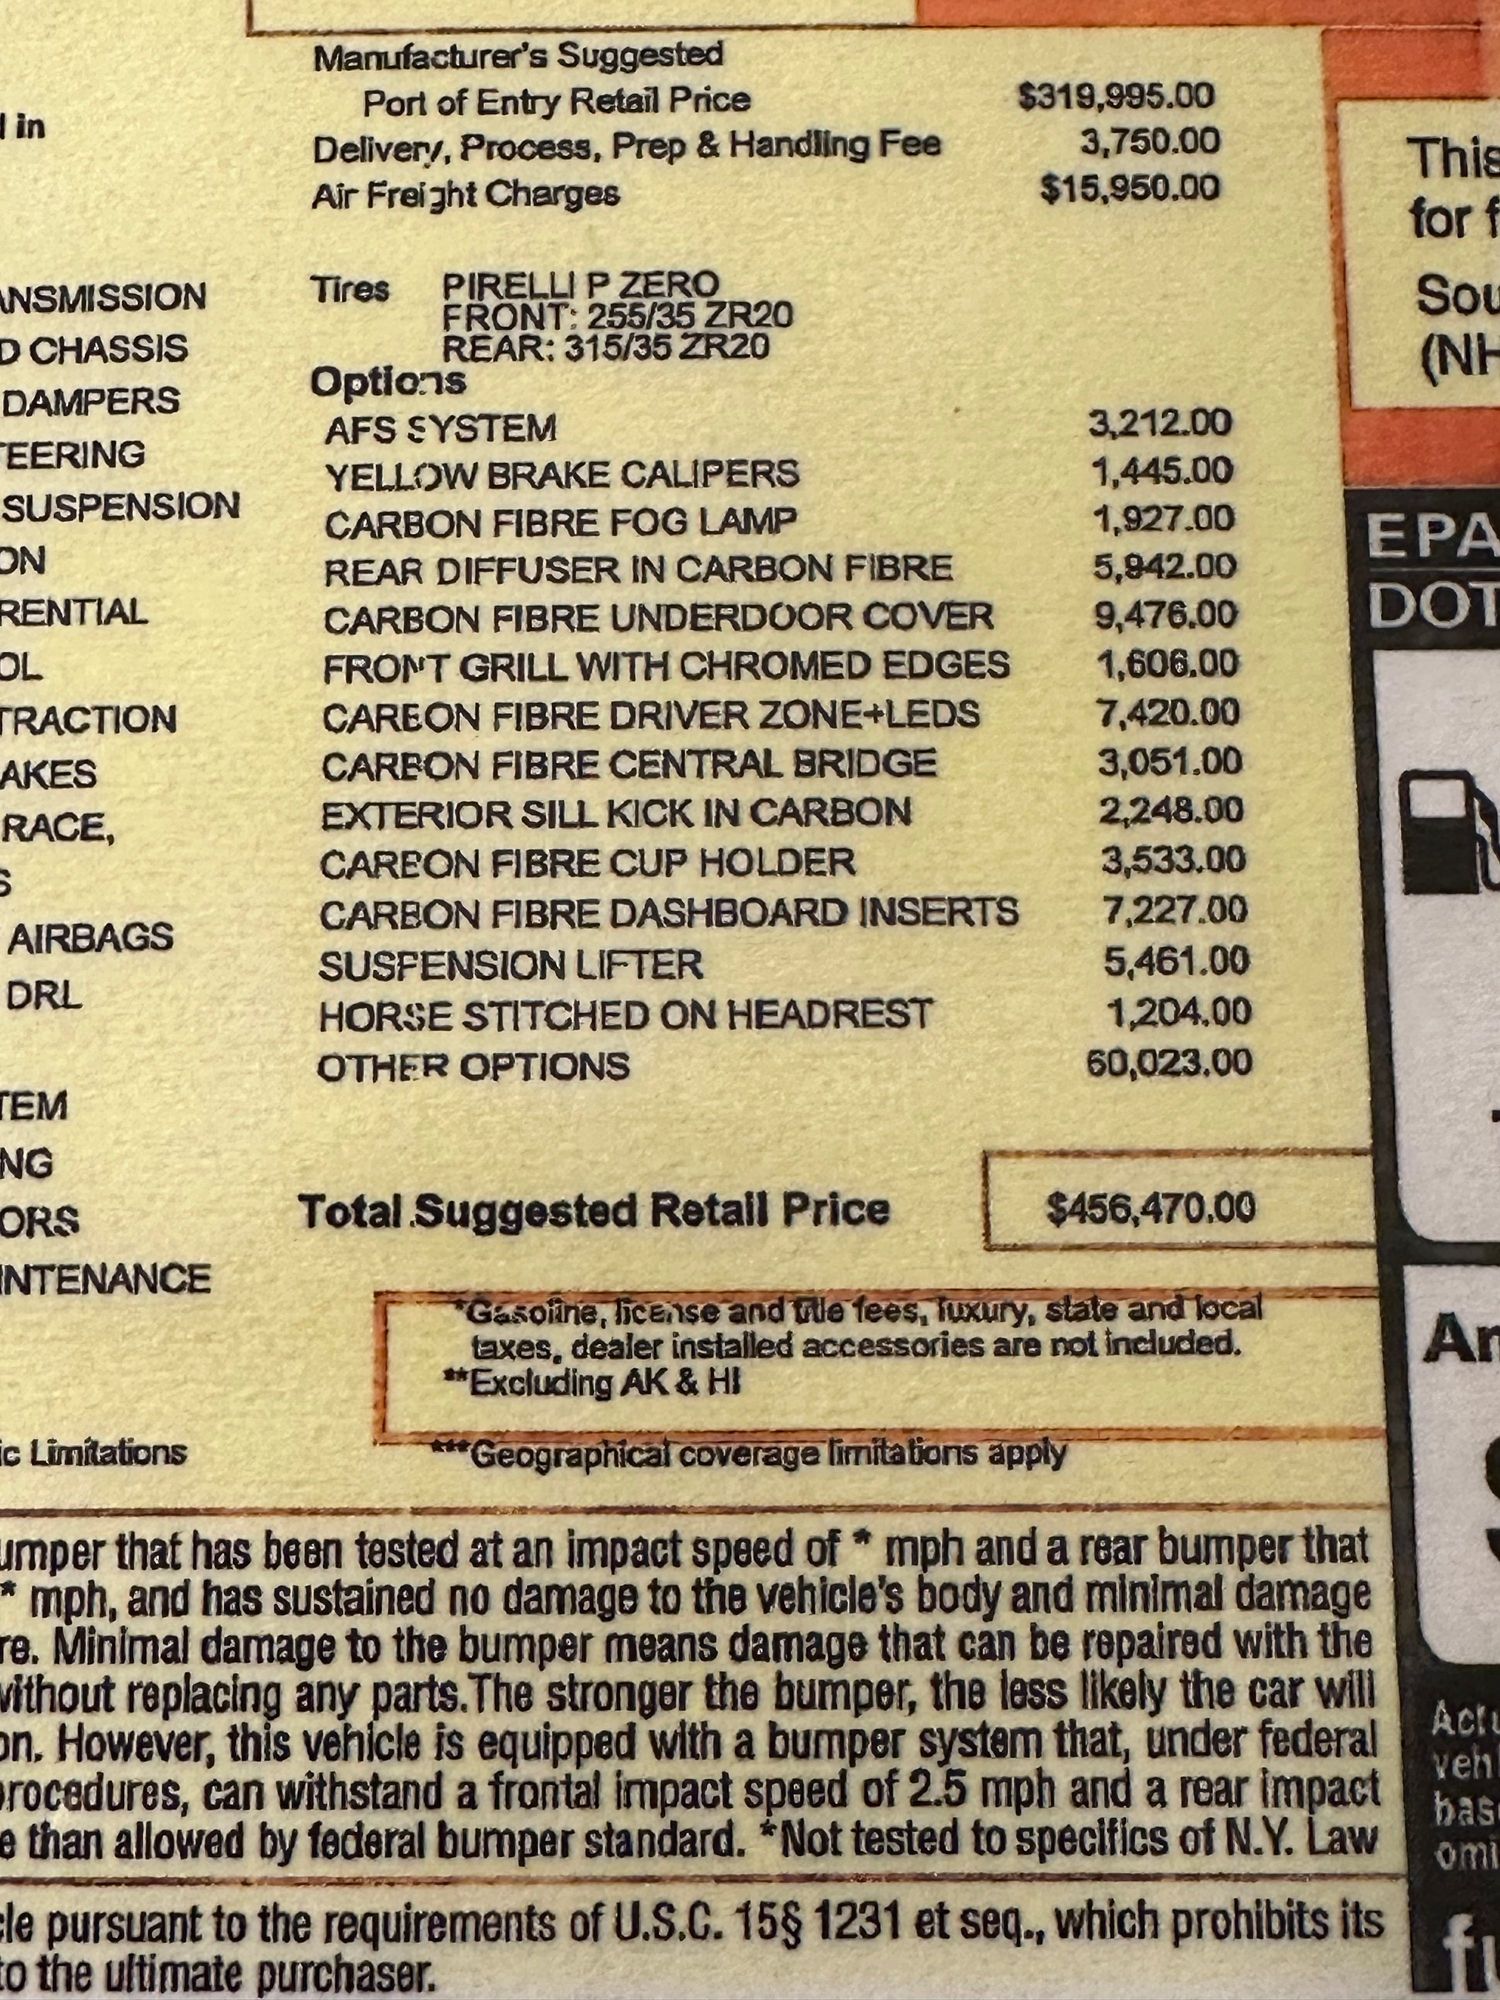 Manufacturer's Suggested
Port of Entry Retail Price $319,995.00
Delivery, Process, Prep & Handling Fee 3,750.00
Air Freight Charges $15,950.00
Tires PIRELLI P ZERO
FRONT: 255/35 ZR20
REAR: 315/35 ZR20
Options
AFS SYSTEM 3,212.00
YELLOW BRAKE CALIPERS 1,445.00
CARBON FIBRE FOG LAMP 1,927.00
REAR DIFFUSER IN CARBON FIBRE 5,942.00
CARBON FIBRE UNDERDOOR COVER 9,476.00
FRONT GRILL WITH CHROMED EDGES 1,606.00
CARBON FIBRE DRIVER ZONE+LEDS 7,420.00
CARBON FIBRE CENTRAL BRIDGE 3,051.00
EXTERIOR SILL KICK IN CARBON 2,248.00
CARBON FIBRE CUP HOLDER 3,533.00
CARBON FIBRE DASHBOARD INSERTS 7,227.00
SUSPENSION LIFTER 5,461.00
HORSE STITCHED ON HEADREST 1,204.00
OTHER OPTIONS 60,023.00
Total Suggested Retail Price $456,470.00
*Gasoline, license and title fees, luxury, state and local
taxes, dealer installed accessories are not included.
**Excluding AK & HI
***Geographical coverage limitations apply
in
ANSMISSION
D CHASSIS
DAMPERS
TEERING
SUSPENSION
ON
RENTIAL
OL
TRACTION
AKES
RACE,
S
AIRBAGS
DRL
TEM
NG
ORS
INTENANCE
ic Limitations
umper that has been tested at an impact speed of * mph and a rear bumper that
* mph, and has sustained no damage to the vehicle's body and minimal damage
re. Minimal damage to the bumper means damage that can be repaired with the
without replacing any parts.The stronger the bumper, the less likely the car will
on. However, this vehicle is equipped with a bumper system that, under federal
procedures, can withstand a frontal impact speed of 2.5 mph and a rear impact
e than allowed by federal bumper standard. *Not tested to specifics of N.Y. Law
cle pursuant to the requirements of U.S.C. 15§ 1231 et seq., which prohibits its
to the ultimate purchaser.
This
for f
Sou
(NH
EPA
DOT
An
Actu
vehi
bas
omi
fu